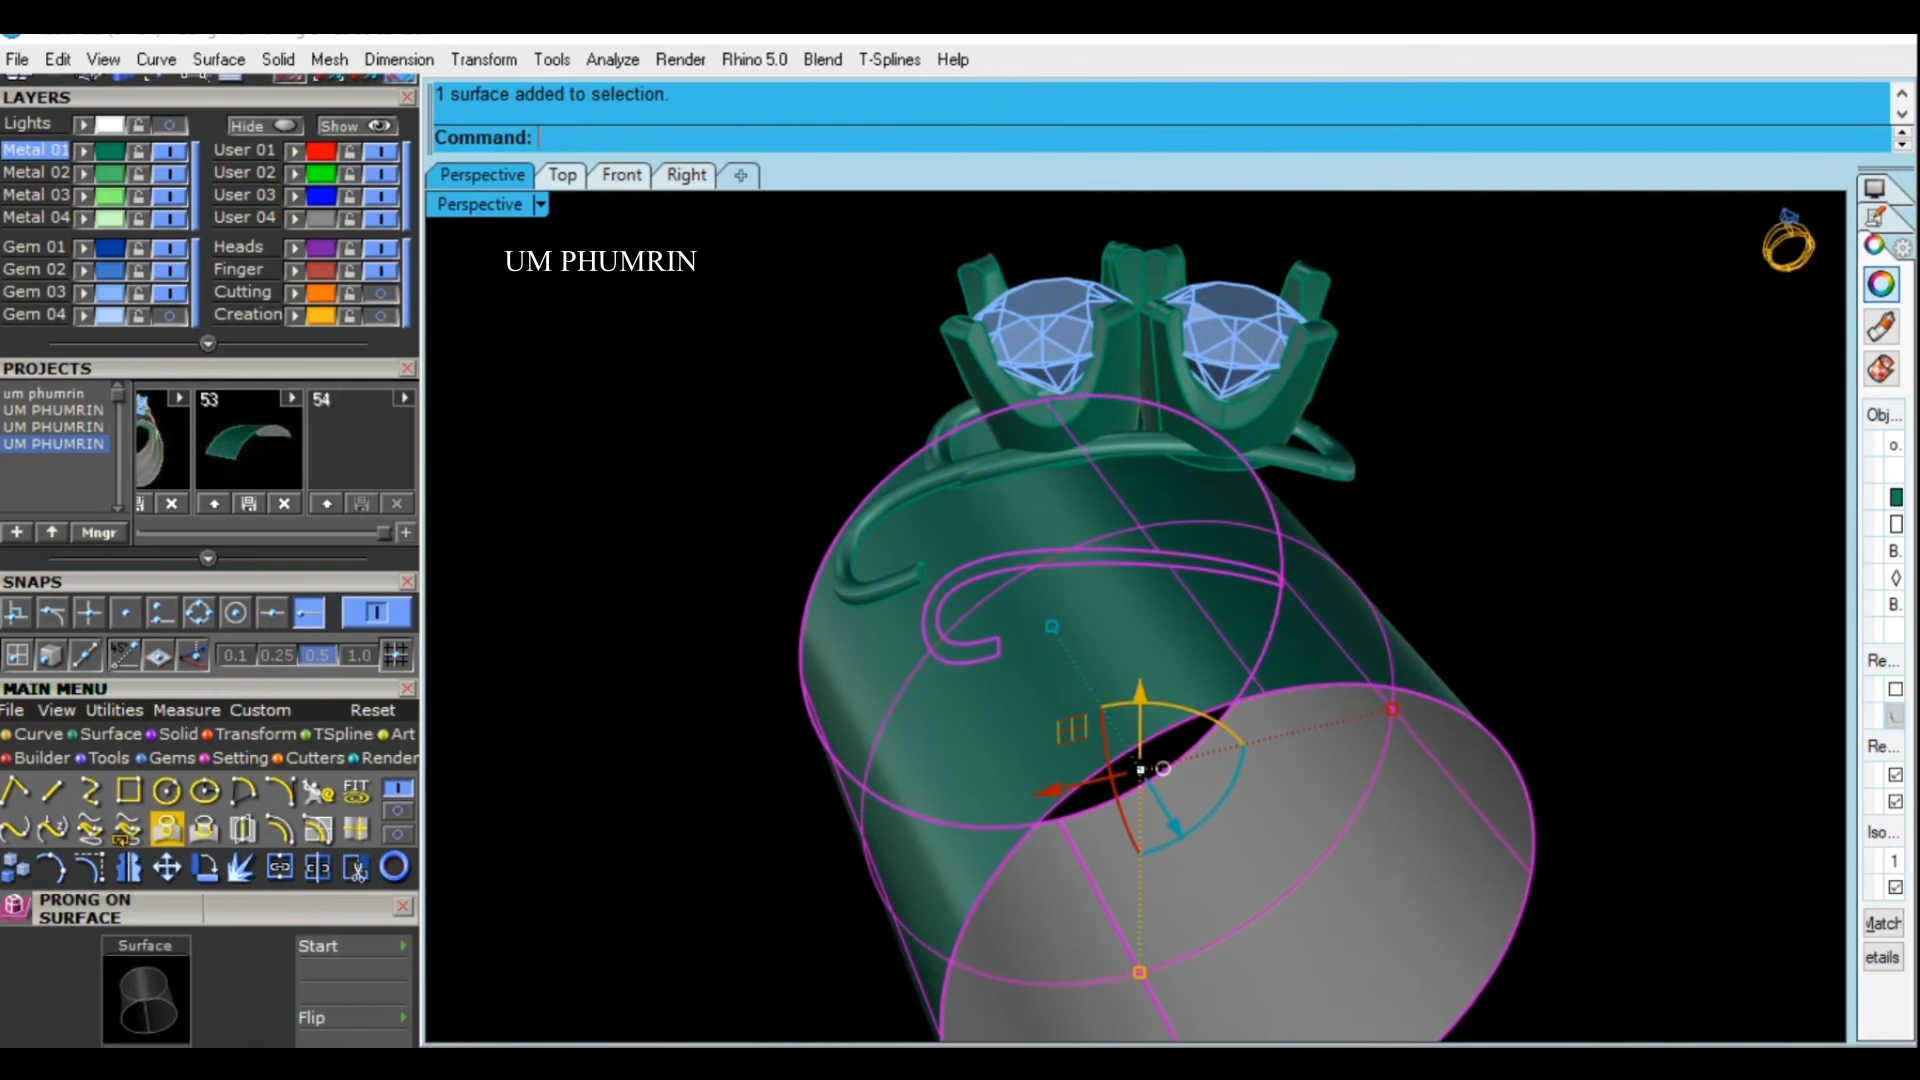 File Edit View Curve Surface Solid Mesh Dimension Transform Tools Analyze Render Rhino 5.0 Blend T-Splines Help
LAYERS
Lights Hide Show
Metal 01 User 01
Metal 02 User 02
Metal 03 User 03
Metal 04 User 04
Gem 01 Heads
Gem 02 Finger
Gem 03 Cutting
Gem 04 Creation
PROJECTS
um phumrin
UM PHUMRIN
UM PHUMRIN
UM PHUMRIN
53 54
Mngr
SNAPS
0.1 0.25 0.5 1.0
MAIN MENU
File View Utilities Measure Custom Reset
Curve Surface Solid Transform TSpline Art
Builder Tools Gems Setting Cutters Render
FIT
PRONG ON
SURFACE
Surface
Start
Flip
1 surface added to selection.
Command:
Perspective Top Front Right
Perspective
UM PHUMRIN
Obj...
o.
B.
B.
Re...
Re...
Iso...
1
Match
etails